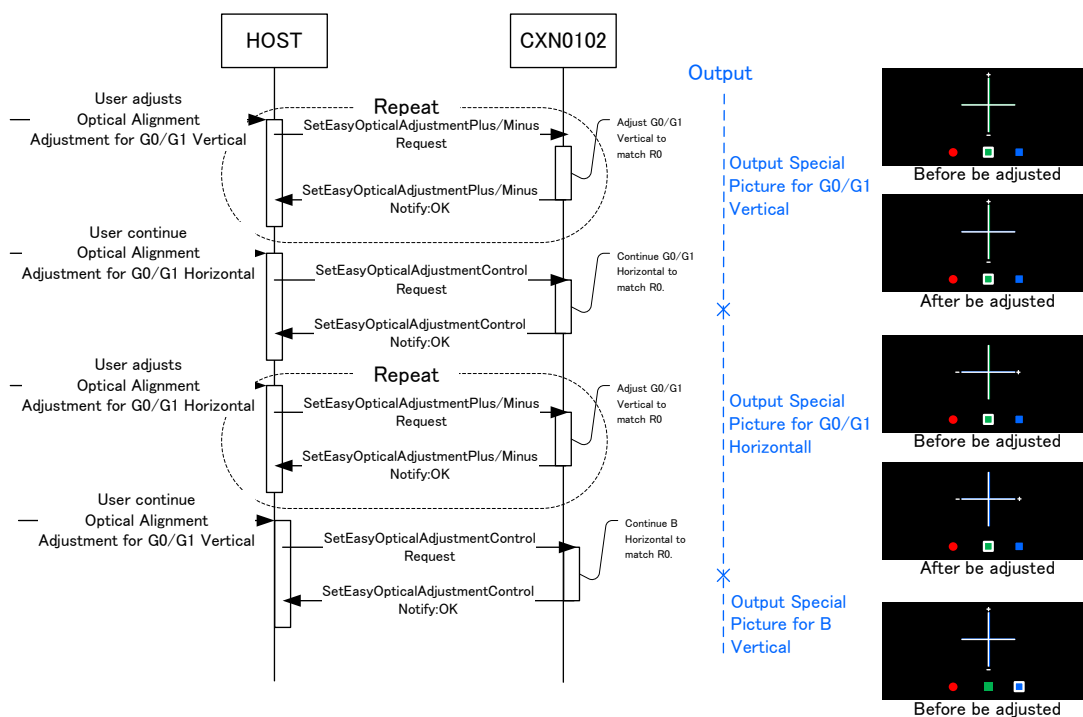 HOST
CXN0102
Output
User adjusts
Optical Alignment
Adjustment for G0/G1 Vertical
Repeat
SetEasyOpticalAdjustmentPlus/Minus
Request
Adjust G0/G1
Vertical to
match R0
SetEasyOpticalAdjustmentPlus/Minus
Notify:OK
Output Special
Picture for G0/G1
Vertical
+
-
Before be adjusted
User continue
Optical Alignment
Adjustment for G0/G1 Horizontal
SetEasyOpticalAdjustmentControl
Request
Continue G0/G1
Horizontal to
match R0.
SetEasyOpticalAdjustmentControl
Notify:OK
+
-
After be adjusted
User adjusts
Optical Alignment
Adjustment for G0/G1 Horizontal
Repeat
SetEasyOpticalAdjustmentPlus/Minus
Request
Adjust G0/G1
Vertical to
match R0
SetEasyOpticalAdjustmentPlus/Minus
Notify:OK
Output Special
Picture for G0/G1
Horizontall
- +
Before be adjusted
User continue
Optical Alignment
Adjustment for G0/G1 Vertical
SetEasyOpticalAdjustmentControl
Request
Continue B
Horizontal to
match R0.
SetEasyOpticalAdjustmentControl
Notify:OK
- +
After be adjusted
Output Special
Picture for B
Vertical
+
-
Before be adjusted